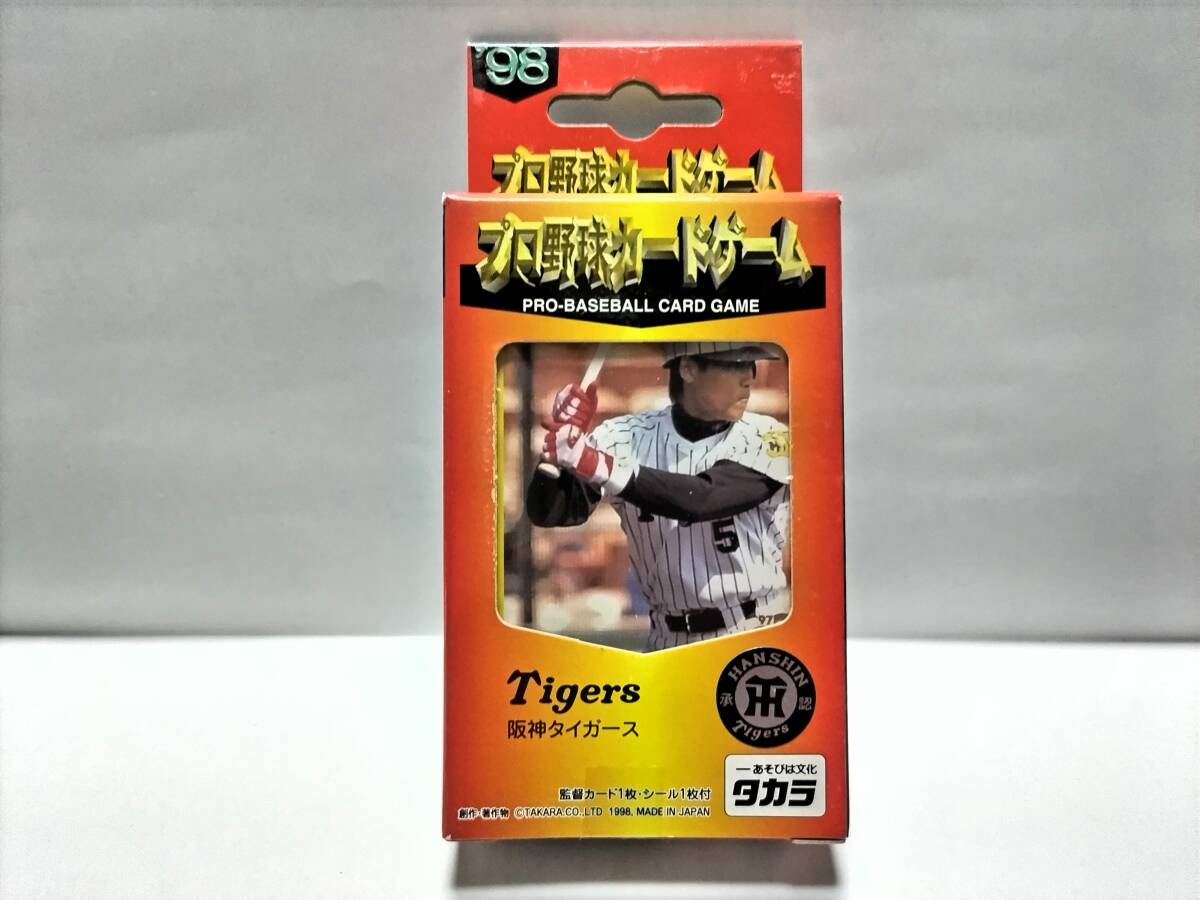 '98
プロ野球カードゲーム
プロ野球カードゲーム
PRO-BASEBALL CARD GAME
5
97
Tigers
阪神タイガース
HANSHIN
承 認
Tigers
あそびは文化
タカラ
監督カード1枚・シール1枚付
創作・著作物 ©TAKARA.CO.,LTD 1998, MADE IN JAPAN